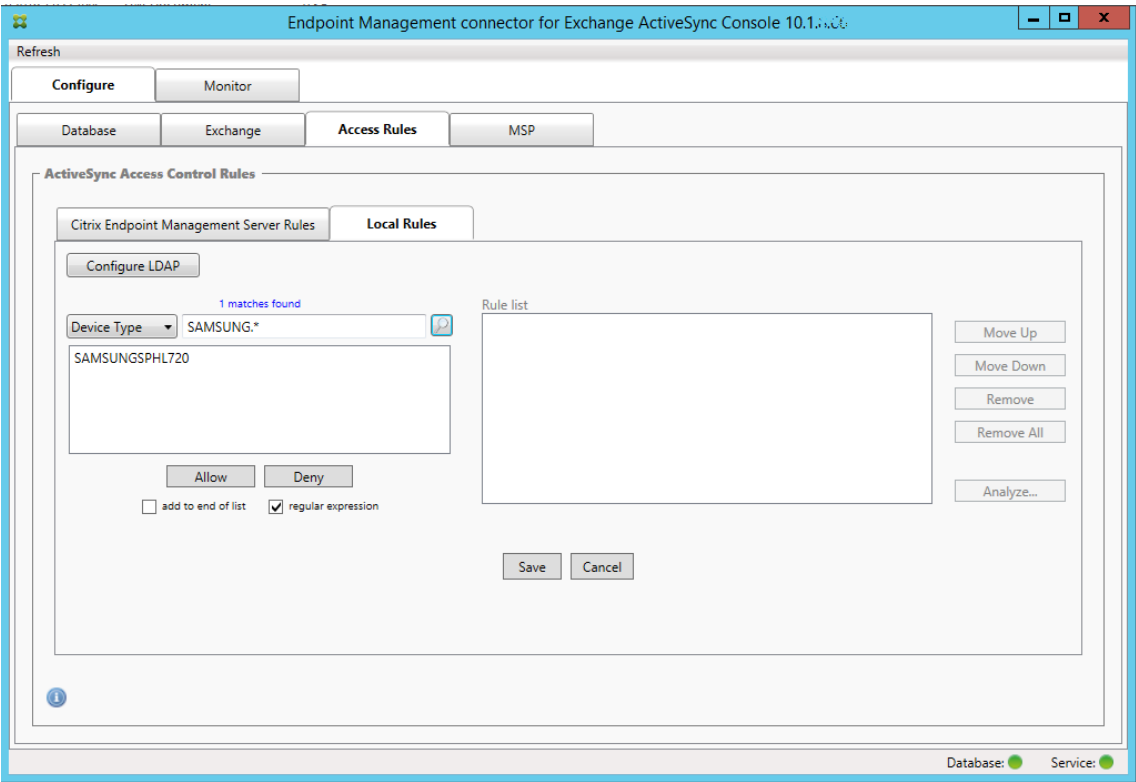 Endpoint Management connector for Exchange ActiveSync Console 10.1.
Refresh
Configure
Monitor
Database
Exchange
Access Rules
MSP
ActiveSync Access Control Rules
Citrix Endpoint Management Server Rules
Local Rules
Configure LDAP
1 matches found
Rule list
Device Type
SAMSUNG.*
SAMSUNGSPHL720
Move Up
Move Down
Remove
Remove All
Allow
Deny
Analyze...
add to end of list
regular expression
Save
Cancel
Database:
Service: